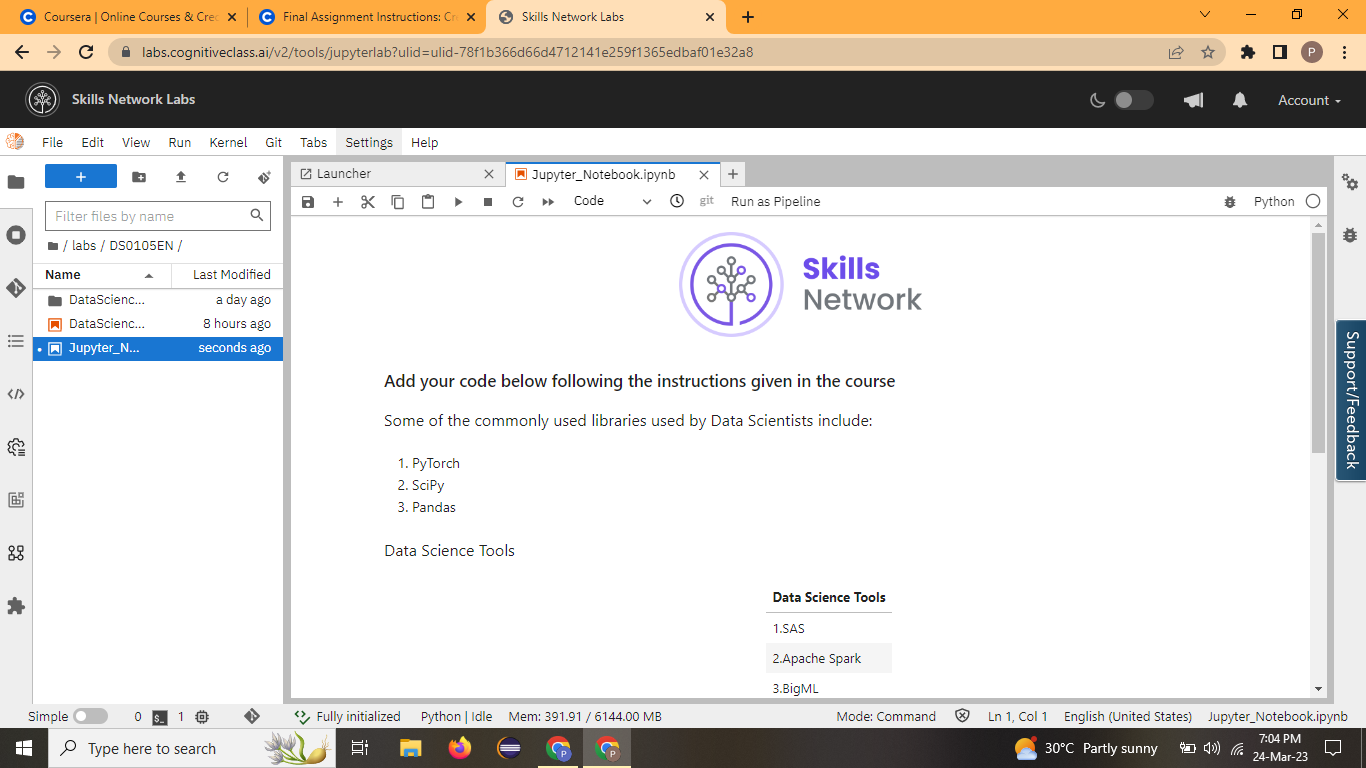 Coursera | Online Courses & Cre
Final Assignment Instructions: Cr
Skills Network Labs
labs.cognitiveclass.ai/v2/tools/jupyterlab?ulid=ulid-78f1b366d66d4712141e259f1365edbaf01e32a8
P
Skills Network Labs
Account
File Edit View Run Kernel Git Tabs Settings Help
Filter files by name
/ labs / DS0105EN /
Name Last Modified
DataScienc... a day ago
DataScienc... 8 hours ago
Jupyter_N... seconds ago
Launcher
Jupyter_Notebook.ipynb
Code
git
Run as Pipeline
Python
Skills
Network
Add your code below following the instructions given in the course
Some of the commonly used libraries used by Data Scientists include:
1. PyTorch
2. SciPy
3. Pandas
Data Science Tools
Data Science Tools
1.SAS
2.Apache Spark
3.BigML
Support/Feedback
Simple 0 $_ 1 Fully initialized Python | Idle Mem: 391.91 / 6144.00 MB Mode: Command Ln 1, Col 1 English (United States) Jupyter_Notebook.ipynb
Type here to search
P
P
30°C Partly sunny
7:04 PM
24-Mar-23